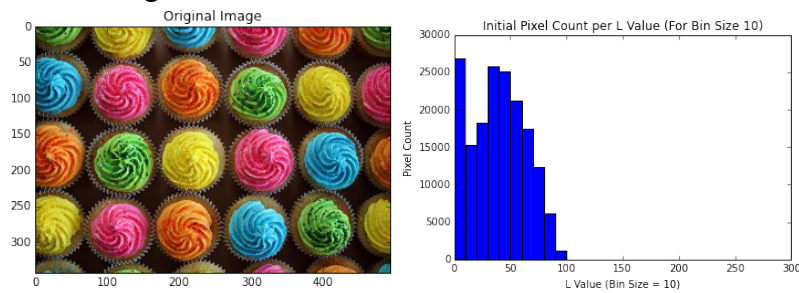 Original Image
0
50
100
150
200
250
300
0 100 200 300 400
Initial Pixel Count per L Value (For Bin Size 10)
30000
25000
20000
15000
10000
5000
0
0 50 100 150 200 250 300
Pixel Count
L Value (Bin Size = 10)